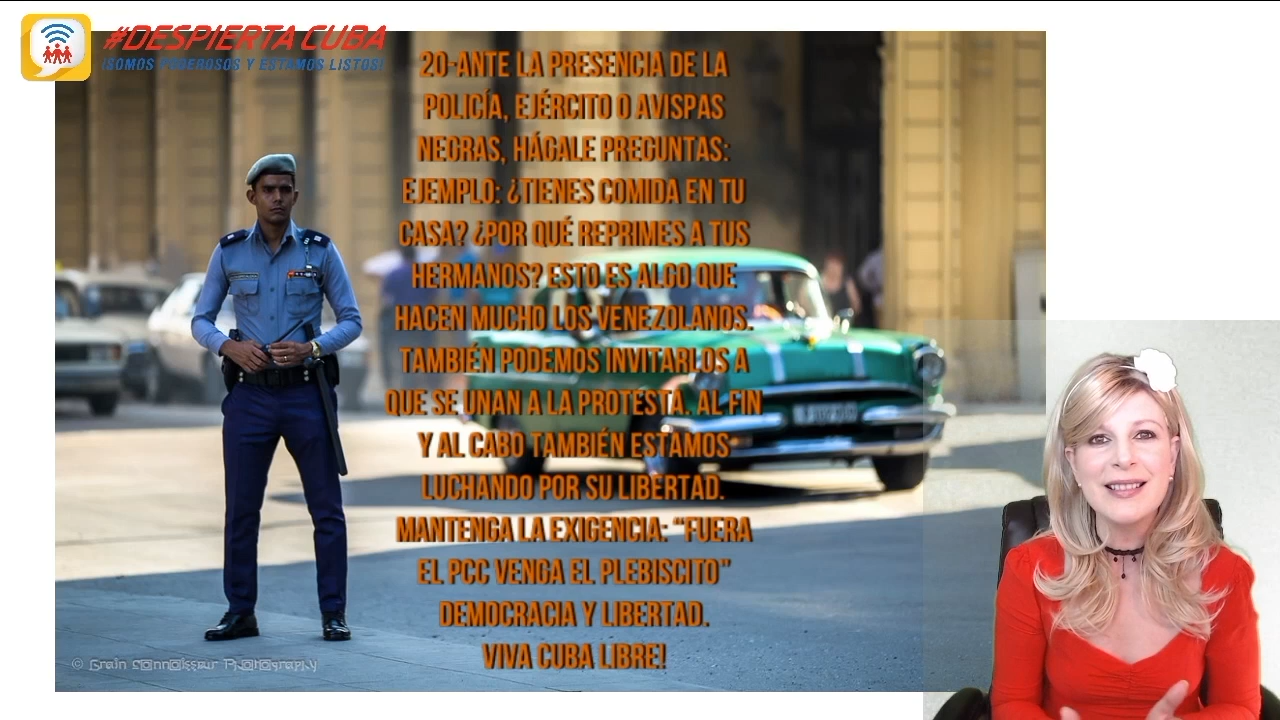 #DESPIERTA CUBA
¡SOMOS PODEROSOS Y ESTAMOS LISTOS!
20-ANTE LA PRESENCIA DE LA
POLICÍA, EJÉRCITO O AVISPAS
NEGRAS, HÁGALE PREGUNTAS:
EJEMPLO: ¿TIENES COMIDA EN TU
CASA? ¿POR QUÉ REPRIMES A TUS
HERMANOS? ESTO ES ALGO QUE
HACEN MUCHO LOS VENEZOLANOS.
TAMBIÉN PODEMOS INVITARLOS A
QUE SE UNAN A LA PROTESTA. AL FIN
Y AL CABO TAMBIÉN ESTAMOS
LUCHANDO POR SU LIBERTAD.
MANTENGA LA EXIGENCIA: “FUERA
EL PCC VENGA EL PLEBISCITO”
DEMOCRACIA Y LIBERTAD.
VIVA CUBA LIBRE!
© Grain Connoisseur Photography